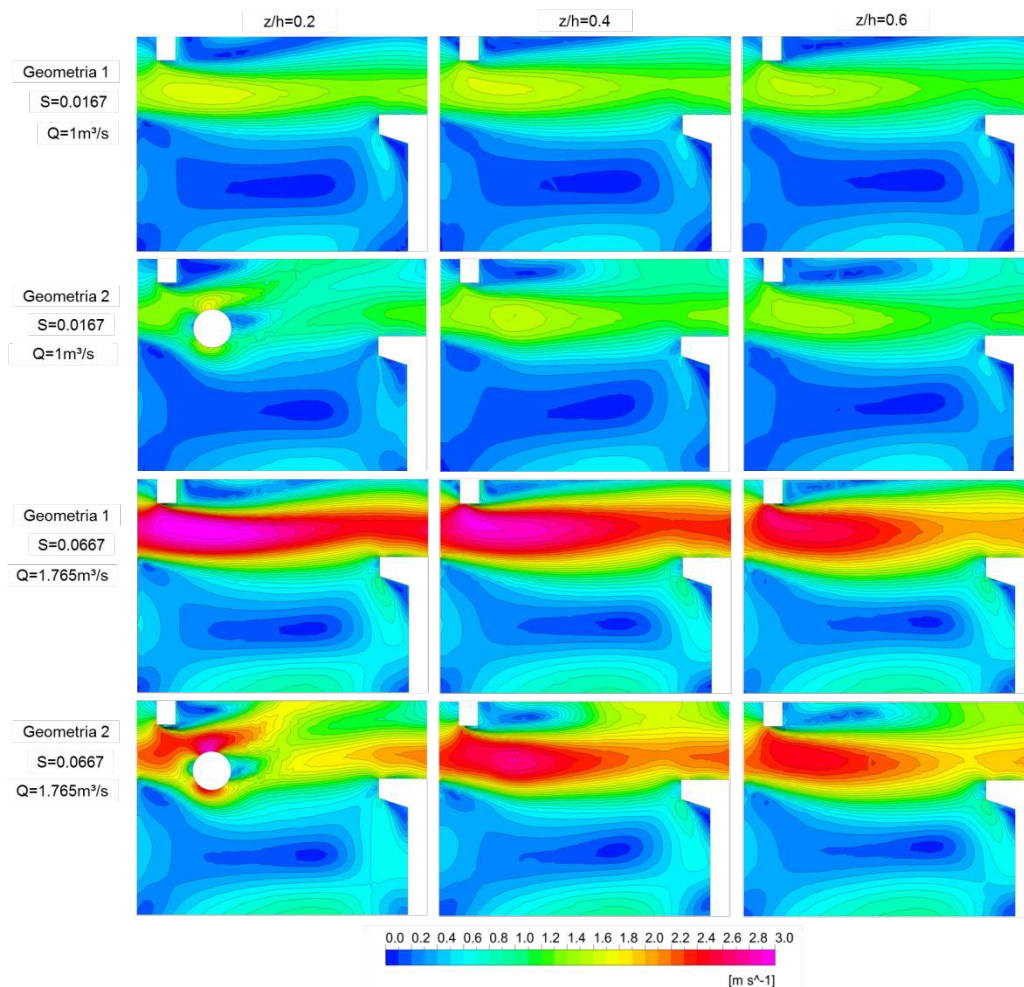 z/h=0.2
z/h=0.4
z/h=0.6
Geometria 1
S=0.0167
Q=1m³/s
Geometria 2
S=0.0167
Q=1m³/s
Geometria 1
S=0.0667
Q=1.765m³/s
Geometria 2
S=0.0667
Q=1.765m³/s
0.0 0.2 0.4 0.6 0.8 1.0 1.2 1.4 1.6 1.8 2.0 2.2 2.4 2.6 2.8 3.0
[m s^-1]